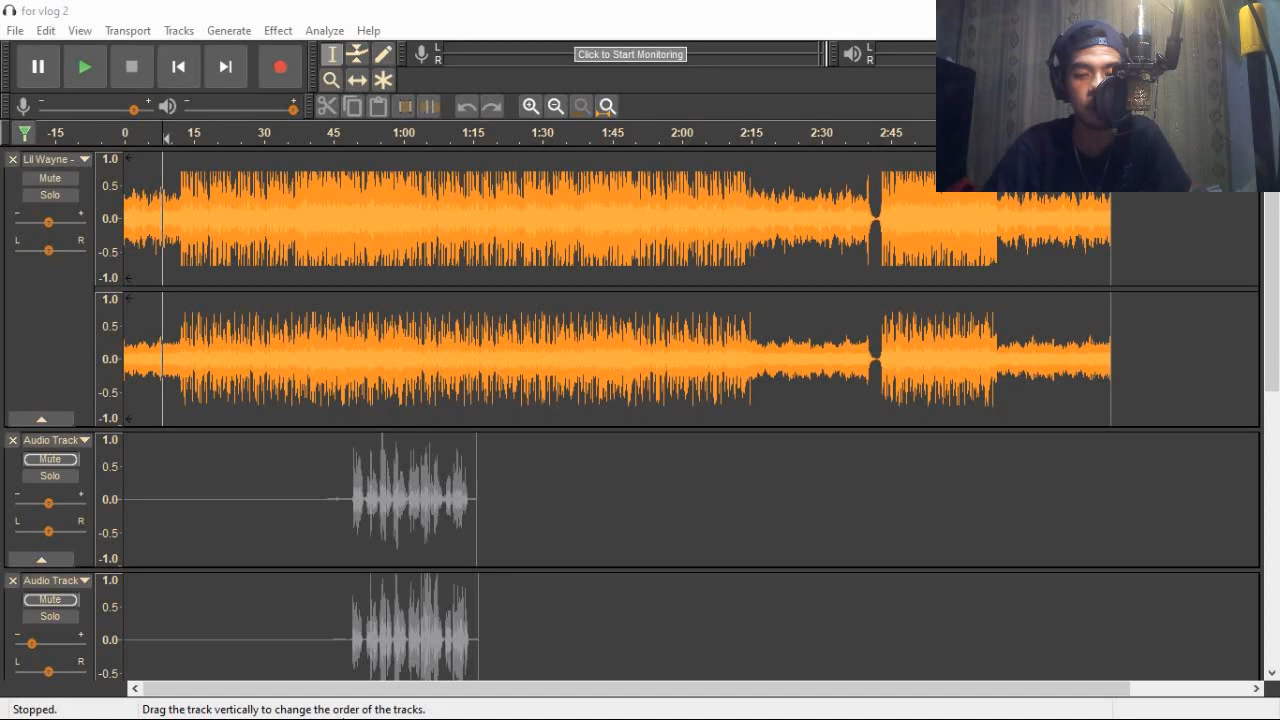 for vlog 2
File Edit View Transport Tracks Generate Effect Analyze Help
L
R
Click to Start Monitoring
L
R
-15 0 15 30 45 1:00 1:15 1:30 1:45 2:00 2:15 2:30 2:45
Lil Wayne -
Mute
Solo
L R
1.0
0.5
0.0
-0.5
-1.0
1.0
0.5
0.0
-0.5
-1.0
Audio Track
Mute
Solo
L R
1.0
0.5
0.0
-0.5
-1.0
Audio Track
Mute
Solo
L R
1.0
0.5
0.0
-0.5
Stopped. Drag the track vertically to change the order of the tracks.